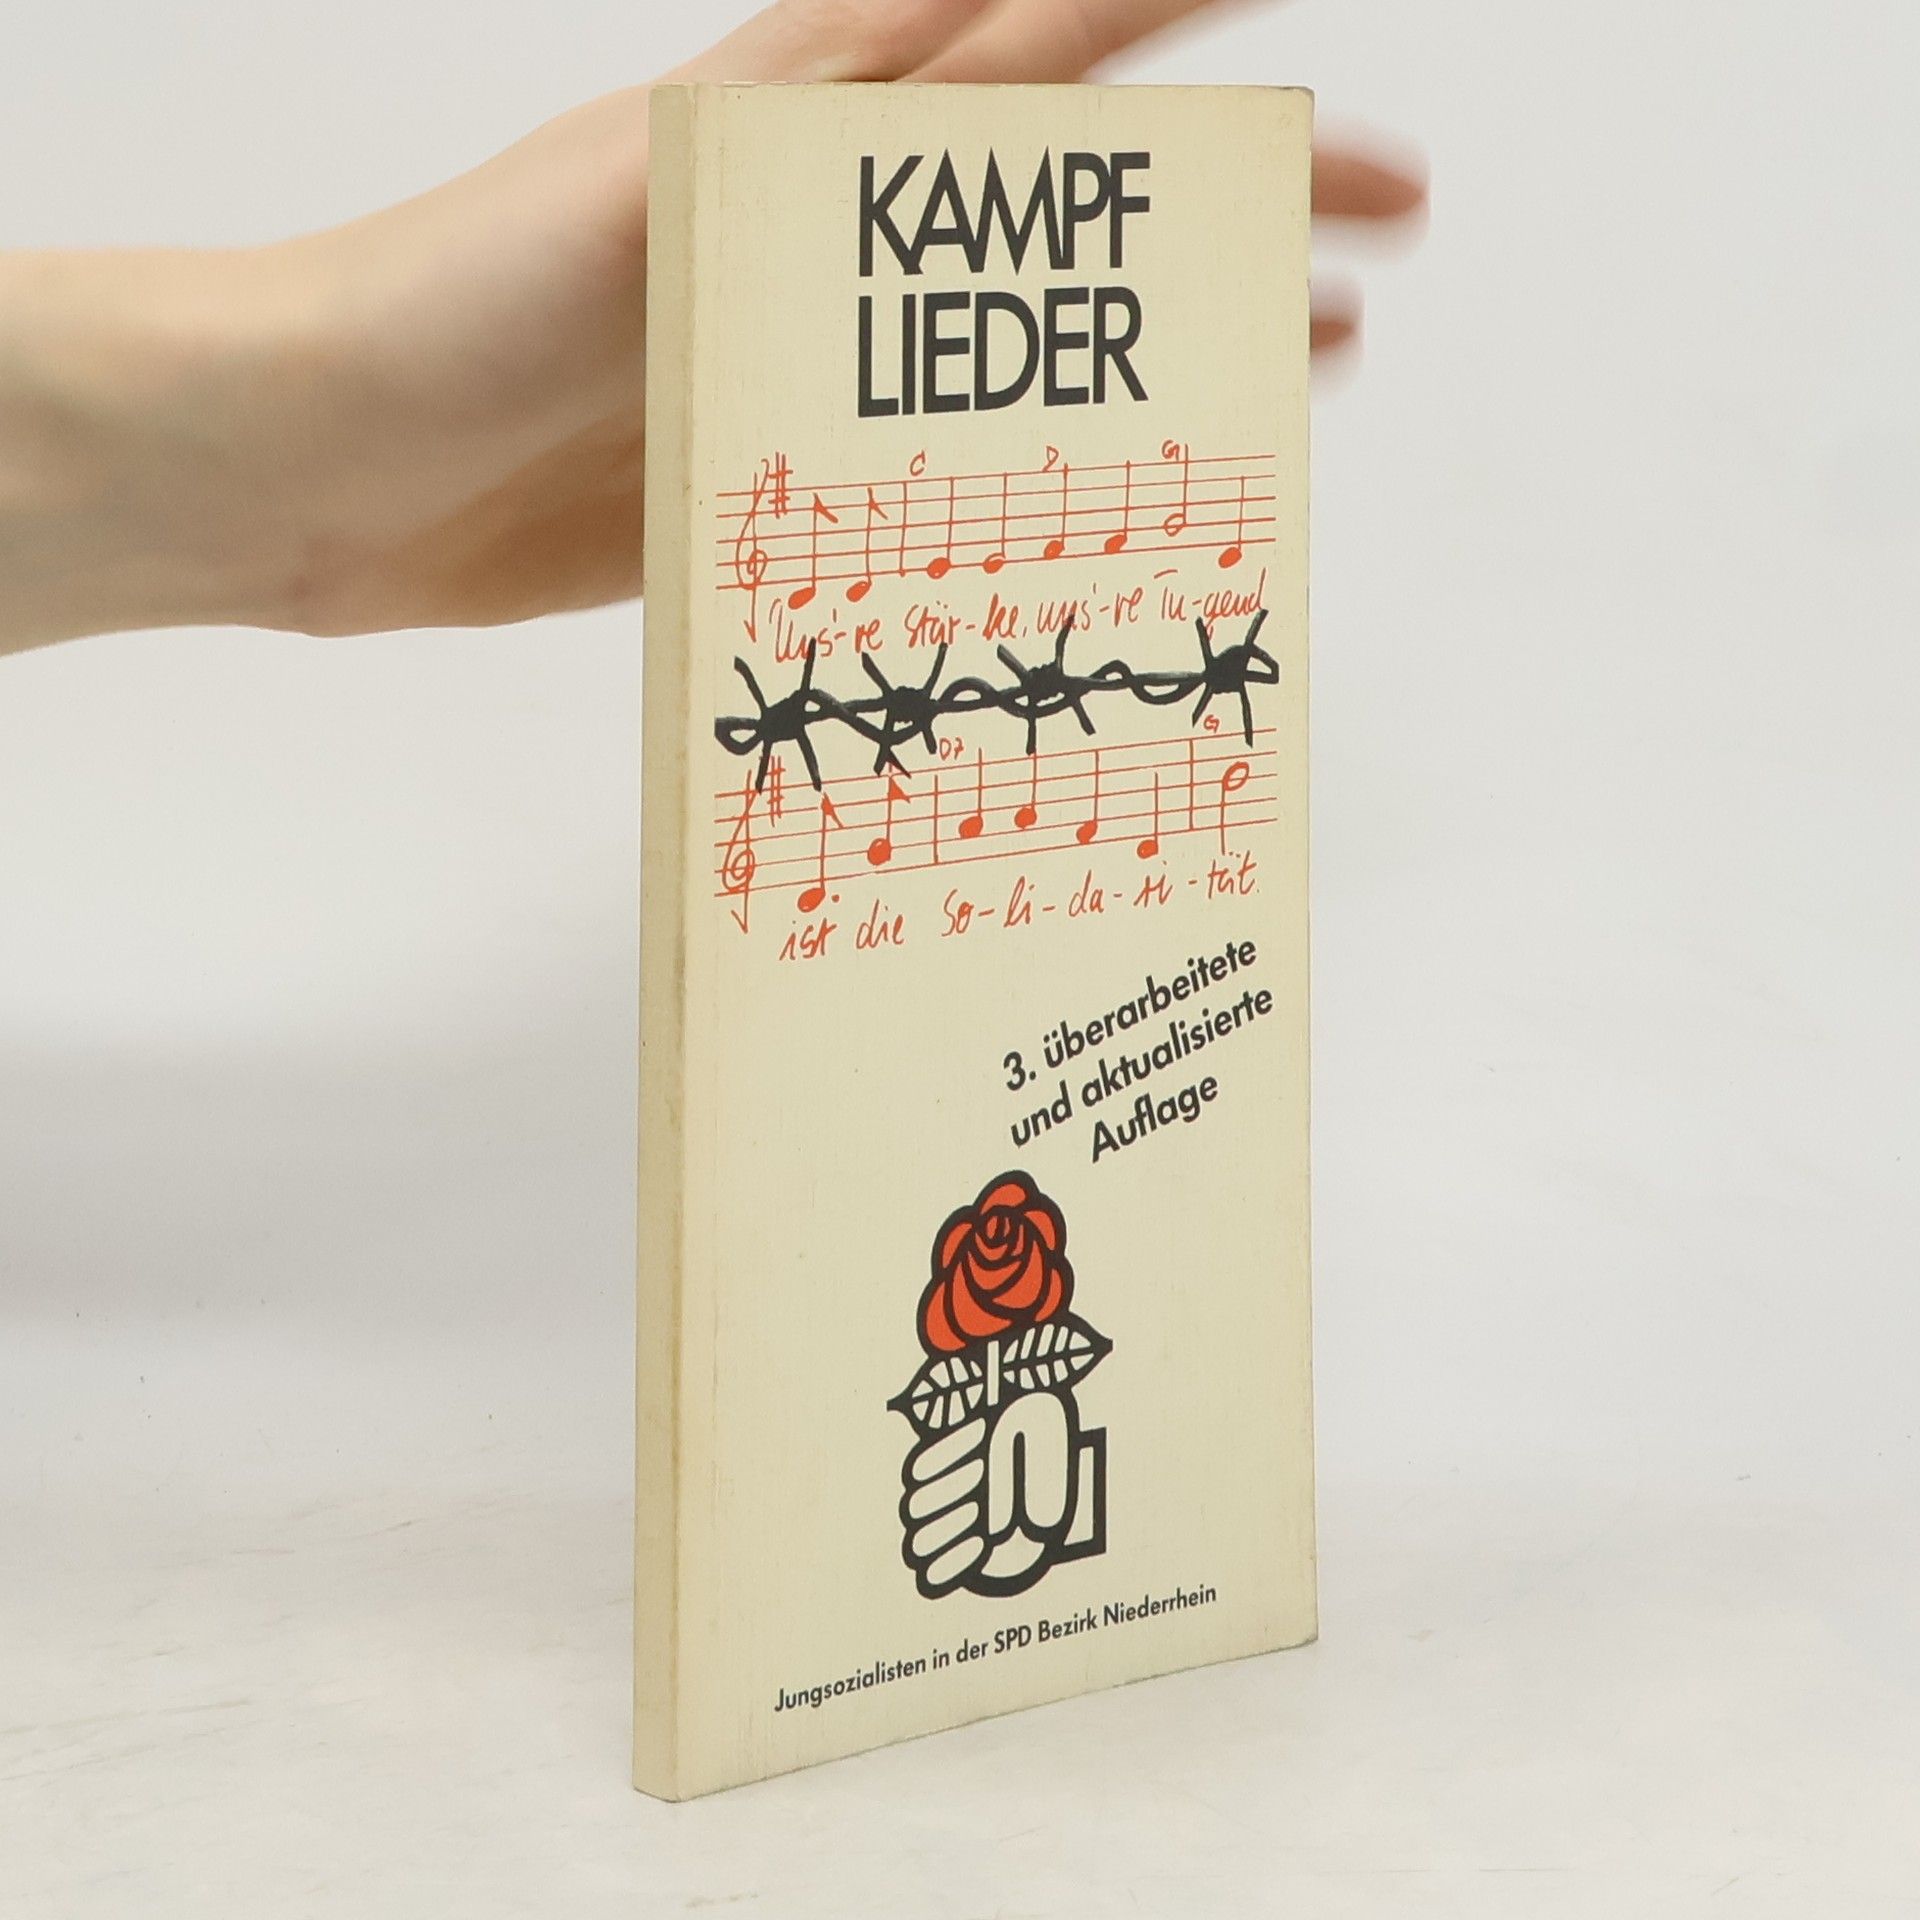 KAMPF
LIEDER
C D G
Uns'-re Stär-ke, uns'-re Tu-gend
D7 G
ist die So-li-da-ri-tät.
3. überarbeitete
und aktualisierte
Auflage
Jungsozialisten in der SPD Bezirk Niederrhein